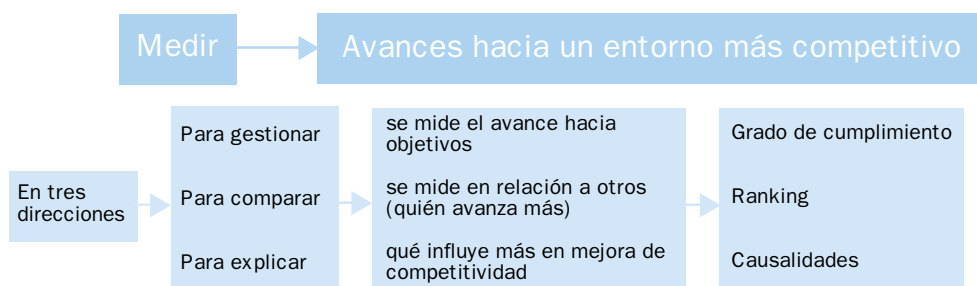 Medir
Avances hacia un entorno más competitivo
En tres
direcciones
Para gestionar
Para comparar
Para explicar
se mide el avance hacia
objetivos
se mide en relación a otros
(quién avanza más)
qué influye más en mejora de
competitividad
Grado de cumplimiento
Ranking
Causalidades